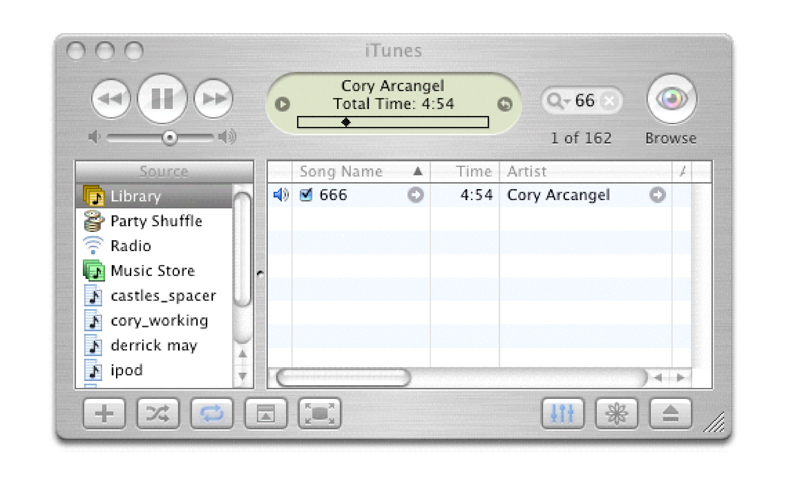 iTunes
Cory Arcangel
Total Time: 4:54
66
1 of 162
Browse
Source
Song Name Time Artist
Library
666 4:54 Cory Arcangel
Party Shuffle
Radio
Music Store
castles_spacer
cory_working
derrick may
ipod